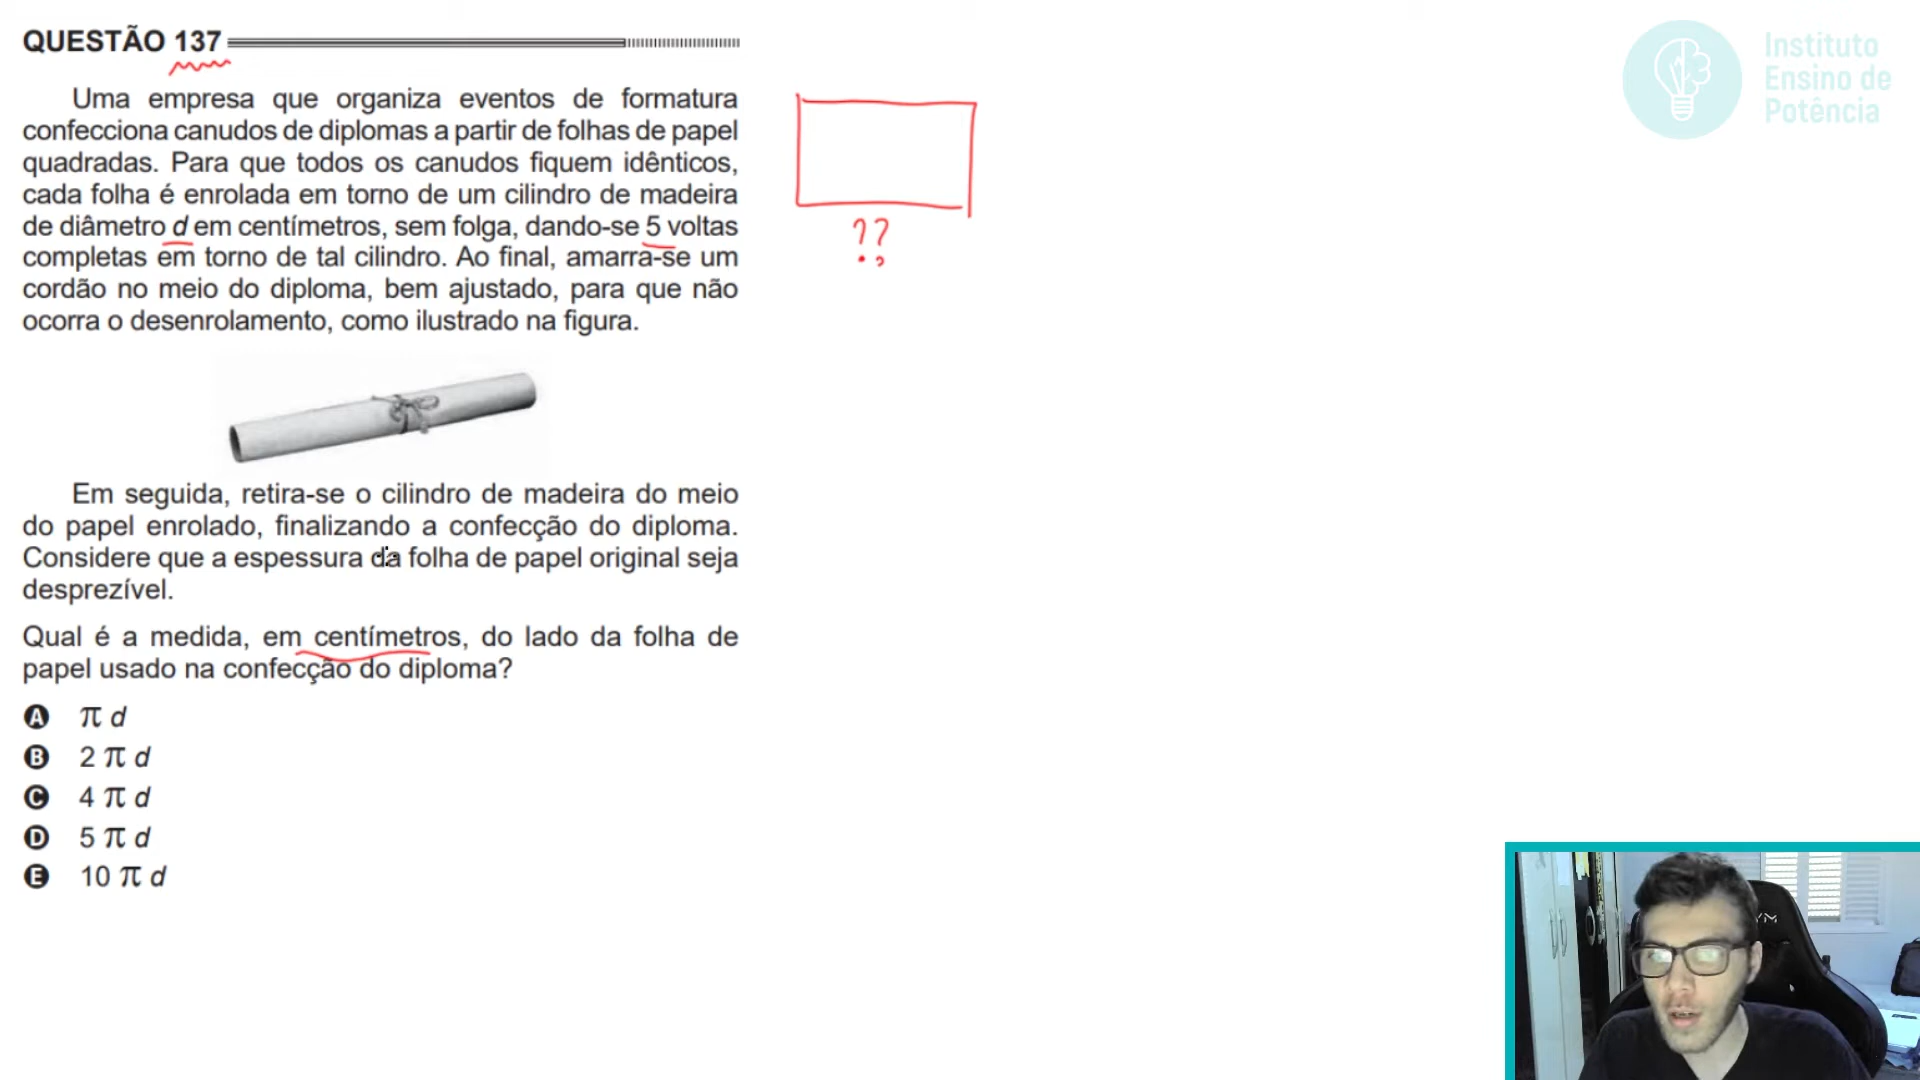 QUESTÃO 137
Uma empresa que organiza eventos de formatura
confecciona canudos de diplomas a partir de folhas de papel
quadradas. Para que todos os canudos fiquem idênticos,
cada folha é enrolada em torno de um cilindro de madeira
de diâmetro d em centímetros, sem folga, dando-se 5 voltas
completas em torno de tal cilindro. Ao final, amarra-se um
cordão no meio do diploma, bem ajustado, para que não
ocorra o desenrolamento, como ilustrado na figura.
??
Em seguida, retira-se o cilindro de madeira do meio
do papel enrolado, finalizando a confecção do diploma.
Considere que a espessura da folha de papel original seja
desprezível.
Qual é a medida, em centímetros, do lado da folha de
papel usado na confecção do diploma?
A π d
B 2 π d
C 4 π d
D 5 π d
E 10 π d
Instituto
Ensino de
Potência